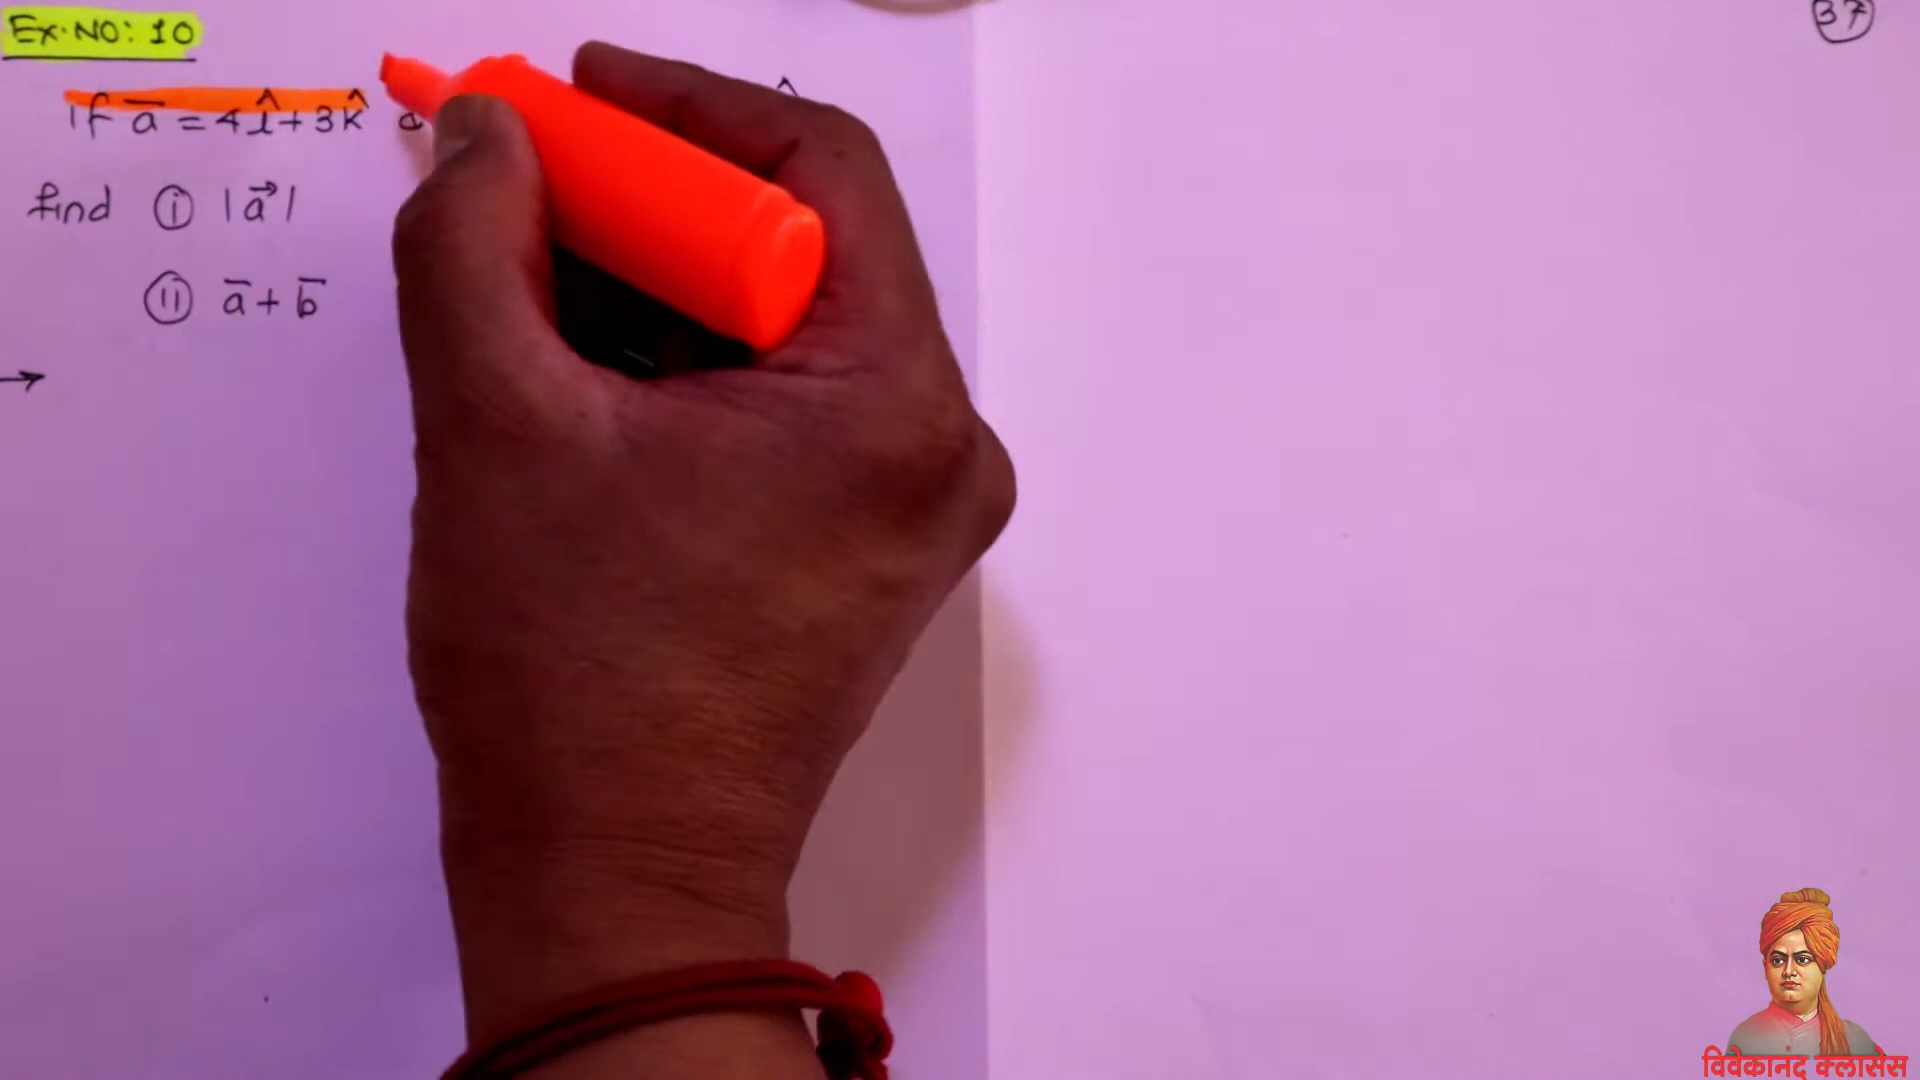 Ex. NO: 10
37
If a̅ = 4î + 3k̂
find (i) |a⃗|
(ii) a̅ + b̅
→
विवेकानंद क्लासेस